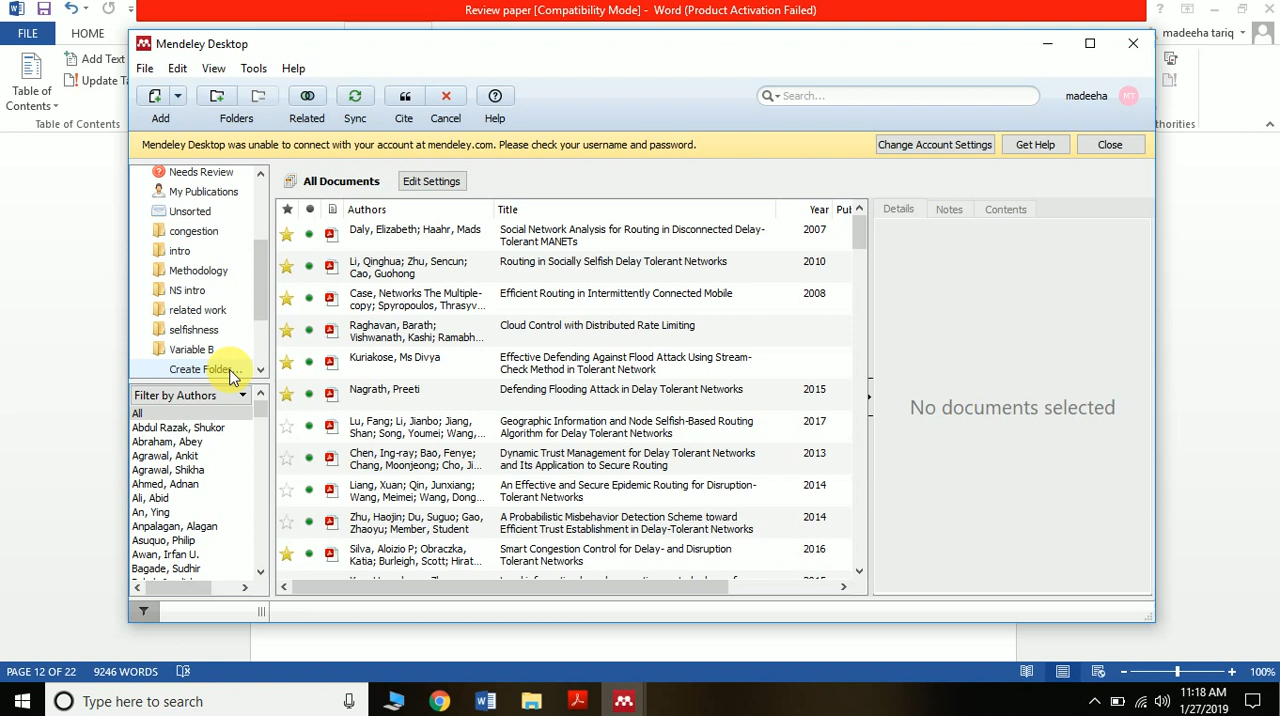 Review paper [Compatibility Mode] - Word (Product Activation Failed)
FILE
HOME
madeeha tariq
Table of
Contents
Add Text
Update Ta
Table of Contents
thorities
Mendeley Desktop
File Edit View Tools Help
Add Folders Related Sync Cite Cancel Help
Search...
madeeha MT
Mendeley Desktop was unable to connect with your account at mendeley.com. Please check your username and password.
Change Account Settings Get Help Close
Needs Review
My Publications
Unsorted
congestion
intro
Methodology
NS intro
related work
selfishness
Variable B
Create Folder...
Filter by Authors
All
Abdul Razak, Shukor
Abraham, Abey
Agrawal, Ankit
Agrawal, Shikha
Ahmed, Adnan
Ali, Abid
An, Ying
Anpalagan, Alagan
Asuquo, Philip
Awan, Irfan U.
Bagade, Sudhir
All Documents Edit Settings
Authors Title Year Pub
Daly, Elizabeth; Haahr, Mads Social Network Analysis for Routing in Disconnected Delay- 2007
Tolerant MANETs
Li, Qinghua; Zhu, Sencun; Routing in Socially Selfish Delay Tolerant Networks 2010
Cao, Guohong
Case, Networks The Multiple- Efficient Routing in Intermittently Connected Mobile 2008
copy; Spyropoulos, Thrasyv...
Raghavan, Barath; Cloud Control with Distributed Rate Limiting
Vishwanath, Kashi; Ramabh...
Kuriakose, Ms Divya Effective Defending Against Flood Attack Using Stream-
Check Method in Tolerant Network
Nagrath, Preeti Defending Flooding Attack in Delay Tolerant Networks 2015
Lu, Fang; Li, Jianbo; Jiang, Geographic Information and Node Selfish-Based Routing 2017
Shan; Song, Youmei; Wang,... Algorithm for Delay Tolerant Networks
Chen, Ing-ray; Bao, Fenye; Dynamic Trust Management for Delay Tolerant Networks 2013
Chang, Moonjeong; Cho, Ji... and Its Application to Secure Routing
Liang, Xuan; Qin, Junxiang; An Effective and Secure Epidemic Routing for Disruption- 2014
Wang, Meimei; Wang, Dong... Tolerant Networks
Zhu, Haojin; Du, Suguo; Gao, A Probabilistic Misbehavior Detection Scheme toward 2014
Zhaoyu; Member, Student Efficient Trust Establishment in Delay-Tolerant Networks
Silva, Aloizio P; Obraczka, Smart Congestion Control for Delay- and Disruption 2016
Katia; Burleigh, Scott; Hirat... Tolerant Networks
Details Notes Contents
No documents selected
PAGE 12 OF 22 9246 WORDS 100%
Type here to search
11:18 AM
1/27/2019